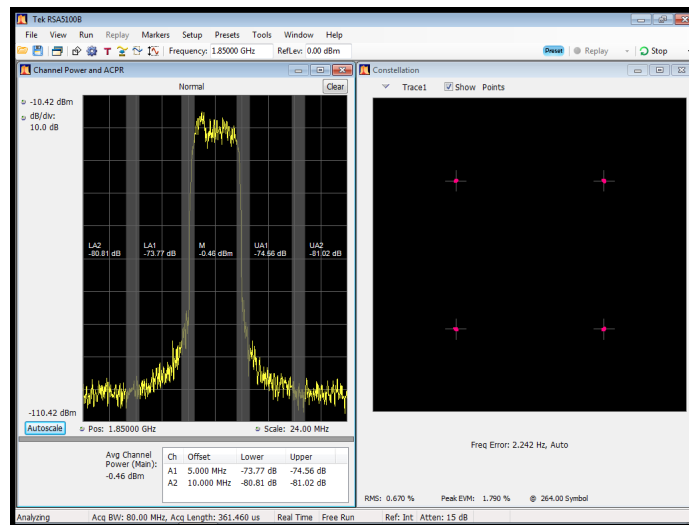 Tek RSA5100B
File View Run Replay Markers Setup Presets Tools Window Help
T Frequency: 1.85000 GHz RefLev: 0.00 dBm Preset Replay Stop
Channel Power and ACPR
Normal
Clear
-10.42 dBm
dB/div:
10.0 dB
LA2 LA1 M UA1 UA2
-80.81 dB -73.77 dB -0.46 dBm -74.56 dB -81.02 dB
-110.42 dBm
Autoscale Pos: 1.85000 GHz Scale: 24.00 MHz
Avg Channel
Power (Main):
-0.46 dBm
Ch Offset Lower Upper
A1 5.000 MHz -73.77 dB -74.56 dB
A2 10.000 MHz -80.81 dB -81.02 dB
Constellation
Trace1 Show Points
Freq Error: 2.242 Hz, Auto
RMS: 0.670 % Peak EVM: 1.790 % @ 264.00 Symbol
Analyzing Acq BW: 80.00 MHz, Acq Length: 361.460 us Real Time Free Run Ref: Int Atten: 15 dB